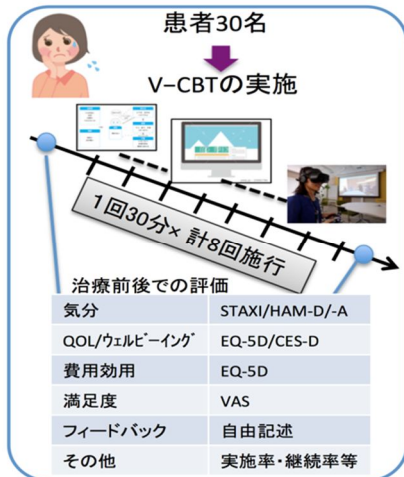 患者30名
V-CBTの実施
1回30分× 計8回施行
治療前後での評価
気分 STAXI/HAM-D/-A
QOL/ウェルビーイング EQ-5D/CES-D
費用効用 EQ-5D
満足度 VAS
フィードバック 自由記述
その他 実施率・継続率等